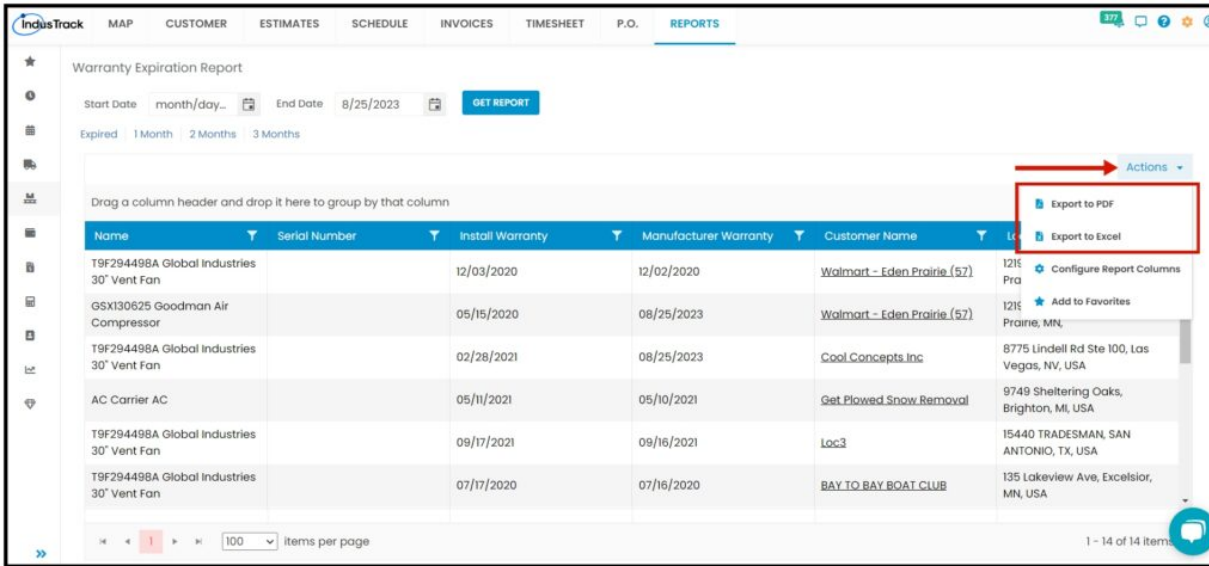 IndusTrack MAP CUSTOMER ESTIMATES SCHEDULE INVOICES TIMESHEET P.O. REPORTS 377
Warranty Expiration Report
Start Date month/day... End Date 8/25/2023 GET REPORT
Expired 1 Month 2 Months 3 Months
Actions
Drag a column header and drop it here to group by that column
Export to PDF
Export to Excel
Configure Report Columns
Add to Favorites
Name Serial Number Install Warranty Manufacturer Warranty Customer Name
T9F294498A Global Industries
30" Vent Fan
12/03/2020 12/02/2020 Walmart - Eden Prairie (57)
1219
Pra
GSX130625 Goodman Air
Compressor
05/15/2020 08/25/2023 Walmart - Eden Prairie (57)
1219
Prairie, MN,
T9F294498A Global Industries
30" Vent Fan
02/28/2021 08/25/2023 Cool Concepts Inc
8775 Lindell Rd Ste 100, Las
Vegas, NV, USA
AC Carrier AC 05/11/2021 05/10/2021 Get Plowed Snow Removal
9749 Sheltering Oaks,
Brighton, MI, USA
T9F294498A Global Industries
30" Vent Fan
09/17/2021 09/16/2021 Loc3
15440 TRADESMAN, SAN
ANTONIO, TX, USA
T9F294498A Global Industries
30" Vent Fan
07/17/2020 07/16/2020 BAY TO BAY BOAT CLUB
135 Lakeview Ave, Excelsior,
MN, USA
1 100 items per page 1 - 14 of 14 items